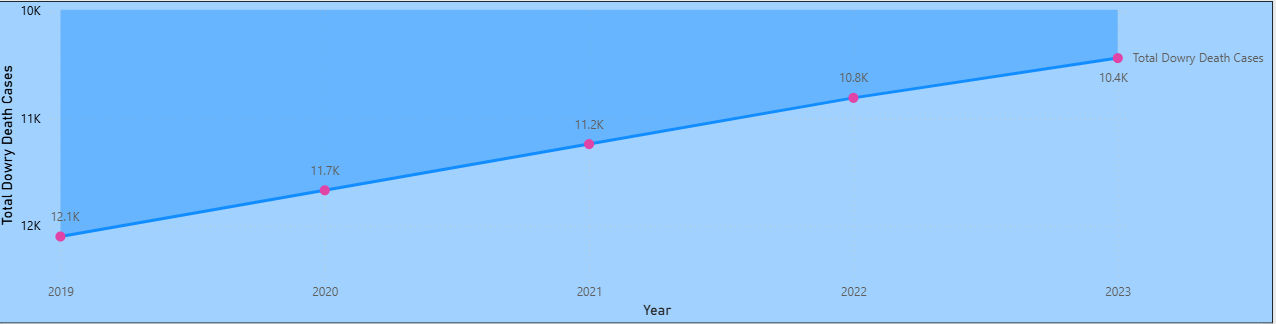 Total Dowry Death Cases
10K
11K
12K
12.1K
11.7K
11.2K
10.8K
10.4K
Total Dowry Death Cases
2019
2020
2021
2022
2023
Year